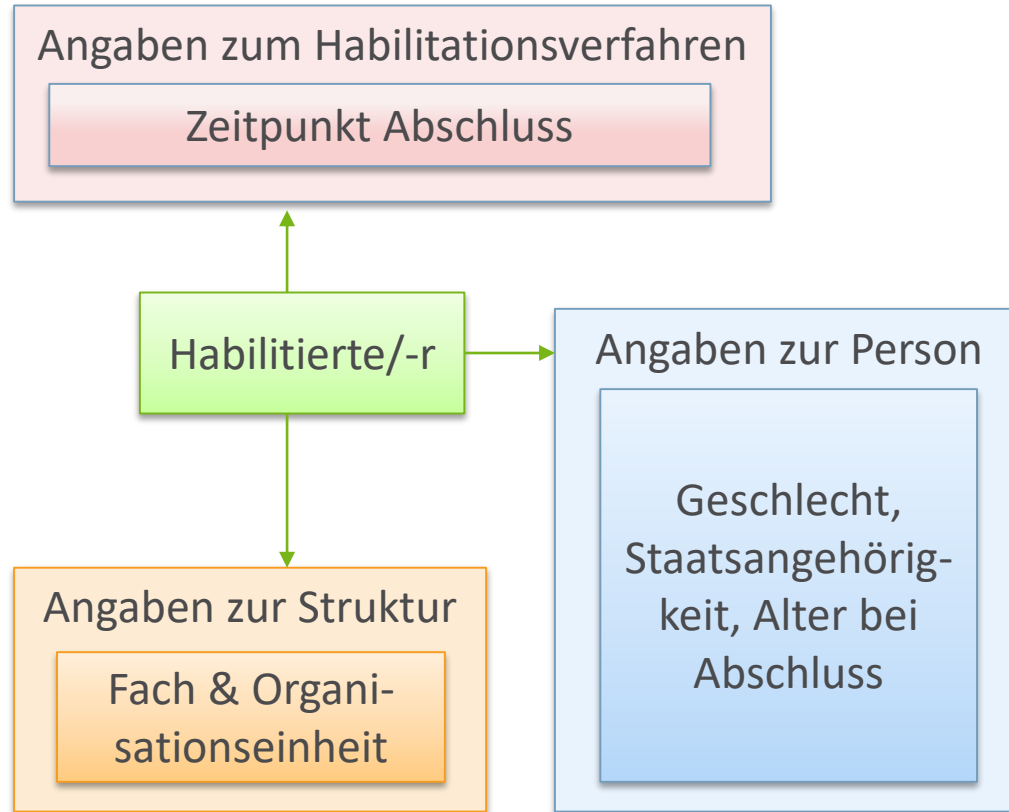 Angaben zum Habilitationsverfahren
Zeitpunkt Abschluss
Habilitierte/-r
Angaben zur Person
Geschlecht,
Staatsangehörig-
keit, Alter bei
Abschluss
Angaben zur Struktur
Fach & Organi-
sationseinheit